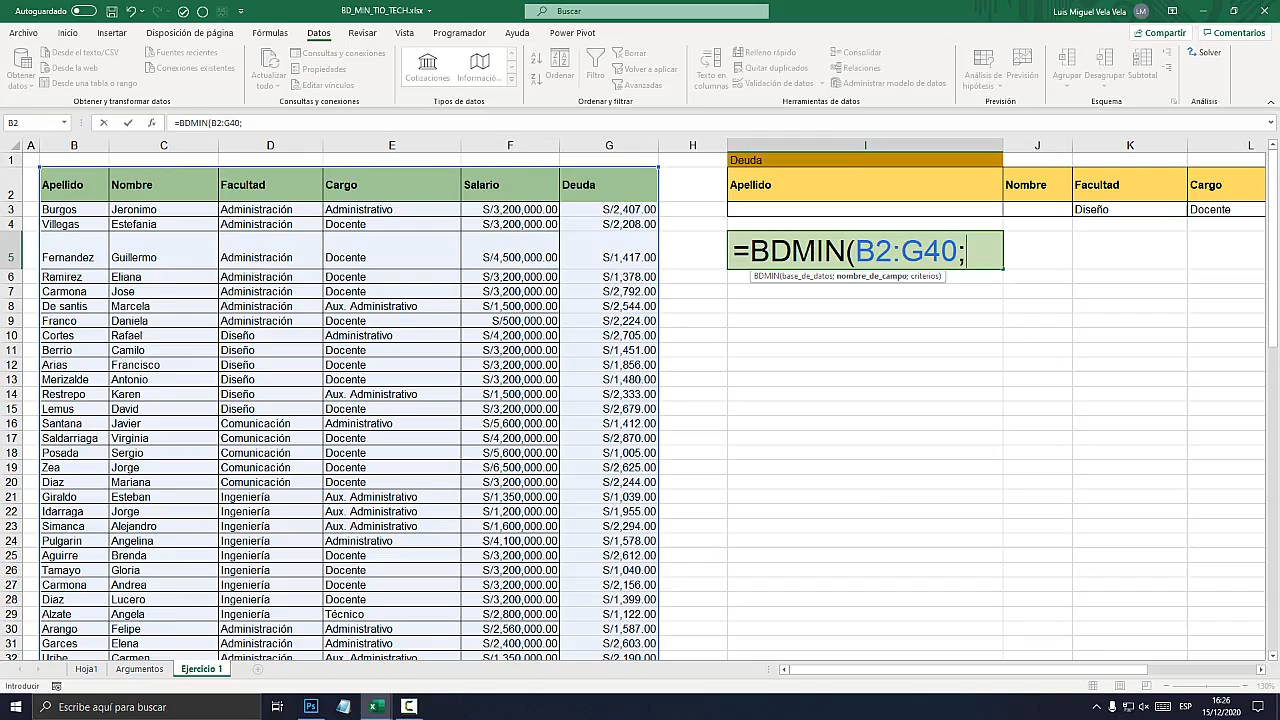 Autoguardado
BD_MIN_TIO_TECH.xlsx
Buscar
Luis Miguel Vela Vela
LM
Archivo Inicio Insertar Disposición de página Fórmulas Datos Revisar Vista Programador Ayuda Power Pivot
Compartir Comentarios
Obtener datos
Desde el texto/CSV
Desde la web
Desde una tabla o rango
Fuentes recientes
Conexiones existentes
Obtener y transformar datos
Actualizar todo
Consultas y conexiones
Propiedades
Editar vínculos
Consultas y conexiones
Cotizaciones Informació...
Tipos de datos
Ordenar
Filtro
Borrar
Volver a aplicar
Avanzadas
Ordenar y filtrar
Texto en columnas
Relleno rápido
Quitar duplicados
Validación de datos
Consolidar
Relaciones
Administrar modelo de datos
Herramientas de datos
Análisis de hipótesis
Previsión
Previsión
Agrupar Desagrupar Subtotal
Esquema
Solver
Análisis
B2
fx
=BDMIN(B2:G40;
A B C D E F G H I J K L
1 Deuda
2 Apellido Nombre Facultad Cargo Salario Deuda Apellido Nombre Facultad Cargo
3 Burgos Jeronimo Administración Administrativo S/3,200,000.00 S/2,407.00 Diseño Docente
4 Villegas Estefania Administración Docente S/3,200,000.00 S/2,208.00
5 Fernandez Guillermo Administración Docente S/4,500,000.00 S/1,417.00 =BDMIN(B2:G40;
BDMIN(base_de_datos; nombre_de_campo; criterios)
6 Ramirez Eliana Administración Docente S/3,200,000.00 S/1,378.00
7 Carmona Jose Administración Docente S/3,200,000.00 S/2,792.00
8 De santis Marcela Administración Aux. Administrativo S/1,500,000.00 S/2,544.00
9 Franco Daniela Administración Docente S/500,000.00 S/2,224.00
10 Cortes Rafael Diseño Administrativo S/4,200,000.00 S/2,705.00
11 Berrio Camilo Diseño Docente S/3,200,000.00 S/1,451.00
12 Arias Francisco Diseño Docente S/3,200,000.00 S/1,856.00
13 Merizalde Antonio Diseño Docente S/3,200,000.00 S/1,480.00
14 Restrepo Karen Diseño Aux. Administrativo S/1,500,000.00 S/2,333.00
15 Lemus David Diseño Docente S/3,200,000.00 S/2,679.00
16 Santana Javier Comunicación Administrativo S/5,600,000.00 S/1,412.00
17 Saldarriaga Virginia Comunicación Docente S/4,200,000.00 S/2,870.00
18 Posada Sergio Comunicación Docente S/5,600,000.00 S/1,005.00
19 Zea Jorge Comunicación Docente S/6,500,000.00 S/2,625.00
20 Diaz Mariana Comunicación Docente S/3,200,000.00 S/2,244.00
21 Giraldo Esteban Ingeniería Aux. Administrativo S/1,350,000.00 S/1,039.00
22 Idarraga Jorge Ingeniería Aux. Administrativo S/1,200,000.00 S/1,955.00
23 Simanca Alejandro Ingeniería Aux. Administrativo S/1,600,000.00 S/2,294.00
24 Pulgarin Angelina Ingeniería Administrativo S/4,100,000.00 S/1,578.00
25 Aguirre Brenda Ingeniería Docente S/3,200,000.00 S/2,612.00
26 Tamayo Gloria Ingeniería Docente S/3,200,000.00 S/1,040.00
27 Carmona Andrea Ingeniería Docente S/3,200,000.00 S/2,156.00
28 Diaz Lucero Ingeniería Docente S/3,200,000.00 S/1,399.00
29 Alzate Angela Ingeniería Técnico S/2,800,000.00 S/1,122.00
30 Arango Felipe Administración Administrativo S/2,560,000.00 S/1,587.00
31 Garces Elena Administración Administrativo S/2,400,000.00 S/2,603.00
32 Uribe Carmen Administración Aux. Administrativo S/1,350,000.00 S/2,190.00
Hoja1 Argumentos Ejercicio 1
Introducir
130%
Escribe aquí para buscar
ESP
16:26
15/12/2020